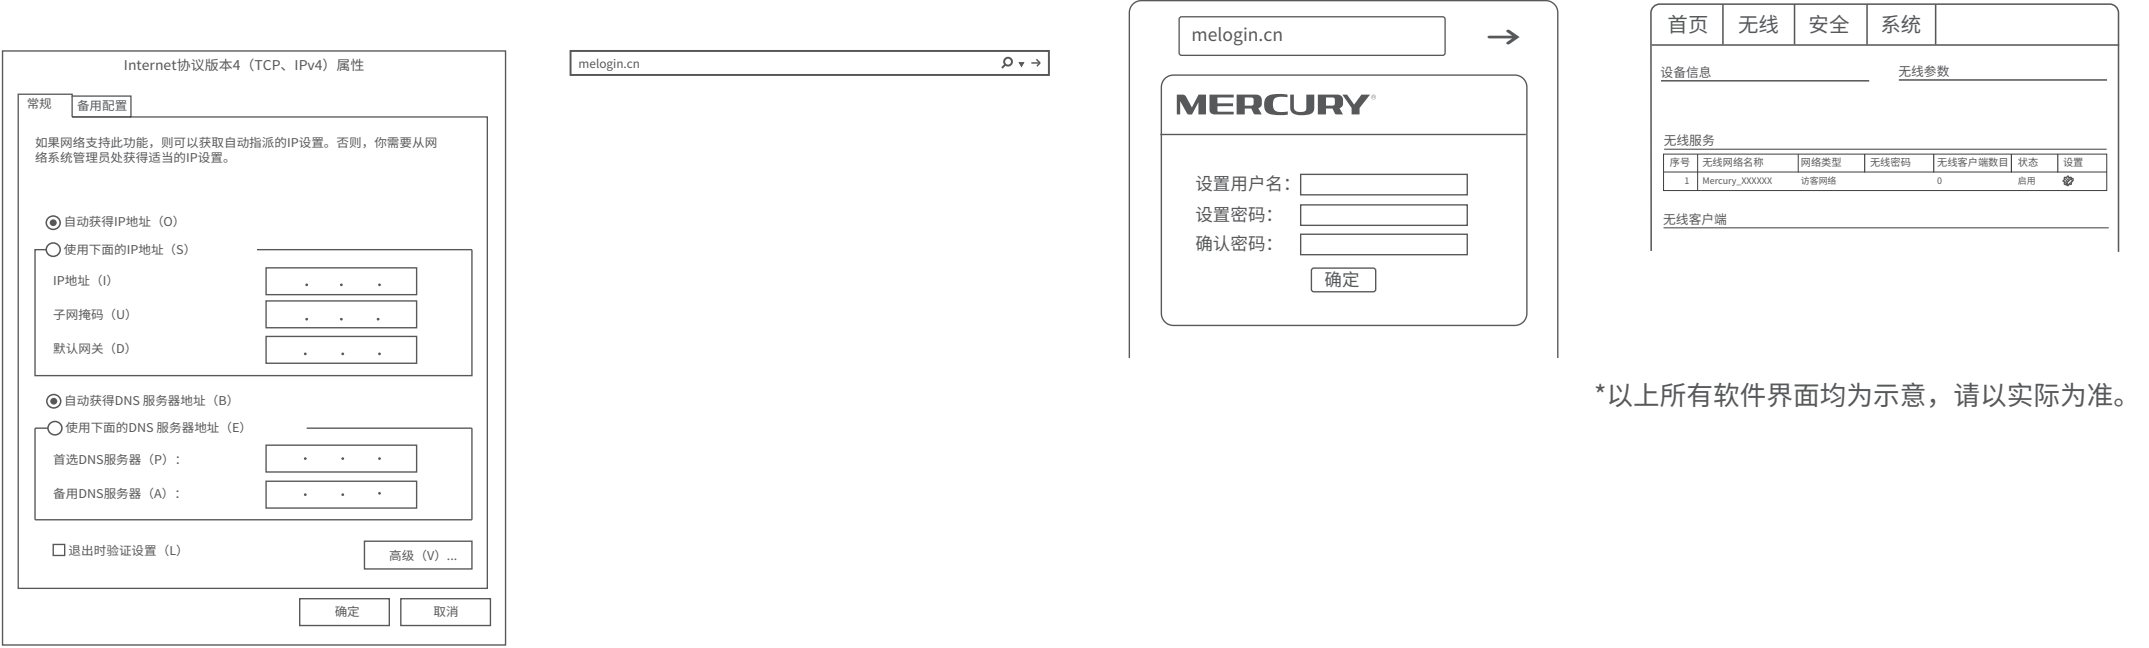 Internet协议版本4（TCP、IPv4）属性
常规
备用配置
如果网络支持此功能，则可以获取自动指派的IP设置。否则，你需要从网
络系统管理员处获得适当的IP设置。
自动获得IP地址（O）
使用下面的IP地址（S）
IP地址（I）
子网掩码（U）
默认网关（D）
自动获得DNS 服务器地址（B）
使用下面的DNS 服务器地址（E）
首选DNS服务器（P）:
备用DNS服务器（A）:
退出时验证设置（L）
高级（V）...
确定
取消
melogin.cn
melogin.cn
MERCURY®
设置用户名：
设置密码：
确认密码：
确定
首页 无线 安全 系统
设备信息
无线参数
无线服务
序号 无线网络名称 网络类型 无线密码 无线客户端数目 状态 设置
1 Mercury_XXXXXX 访客网络 0 启用
无线客户端
*以上所有软件界面均为示意，请以实际为准。